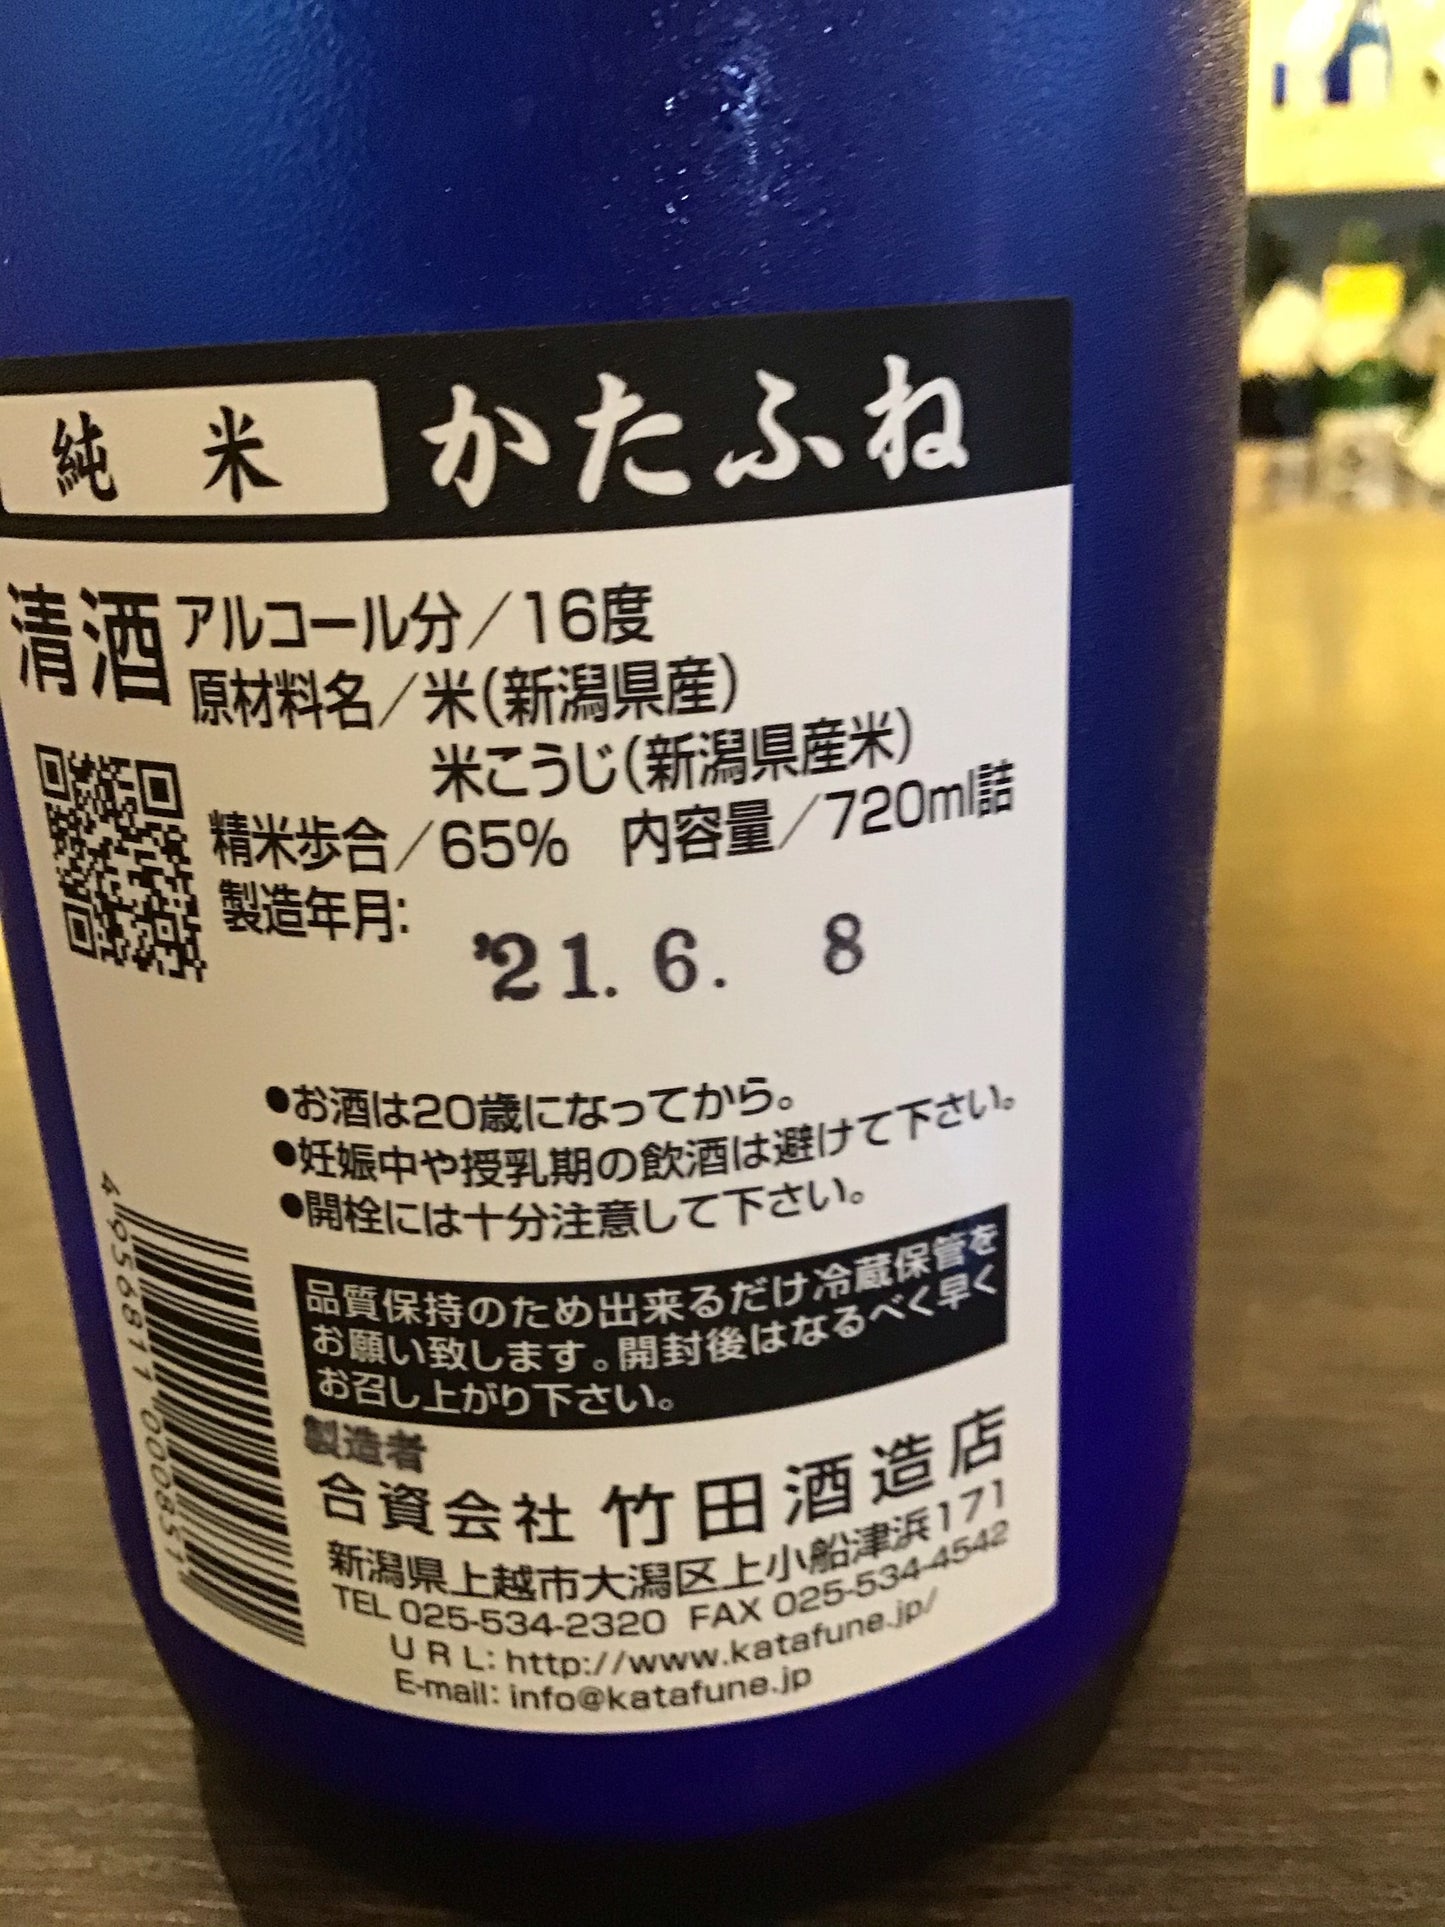 純米 かたふね
清酒 アルコール分／16度
原材料名／米(新潟県産)
米こうじ(新潟県産米)
精米歩合／65% 内容量／720ml詰
製造年月:
'21. 6. 8
●お酒は20歳になってから。
●妊娠中や授乳期の飲酒は避けて下さい。
●開栓には十分注意して下さい。
品質保持のため出来るだけ冷蔵保管を
お願い致します。開封後はなるべく早く
お召し上がり下さい。
製造者
合資会社 竹田酒造店
新潟県上越市大潟区上小船津浜171
TEL 025-534-2320 FAX 025-534-4542
URL: http://www.katafune.jp/
E-mail: info@katafune.jp